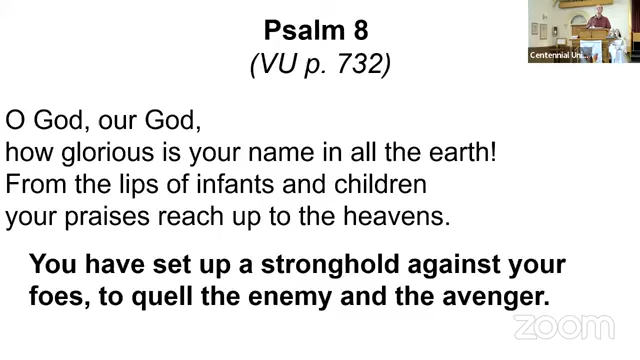 Psalm 8
(VU p. 732)
Centennial Uni...
O God, our God,
how glorious is your name in all the earth!
From the lips of infants and children
your praises reach up to the heavens.
You have set up a stronghold against your
foes, to quell the enemy and the avenger.
zoom